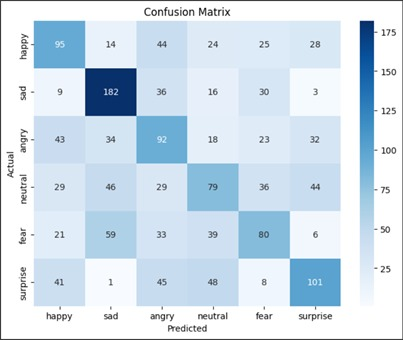 Confusion Matrix
happy 95 14 44 24 25 28
sad 9 182 36 16 30 3
angry 43 34 92 18 23 32
neutral 29 46 29 79 36 44
fear 21 59 33 39 80 6
surprise 41 1 45 48 8 101
happy sad angry neutral fear surprise
Predicted
Actual
175
150
125
100
75
50
25